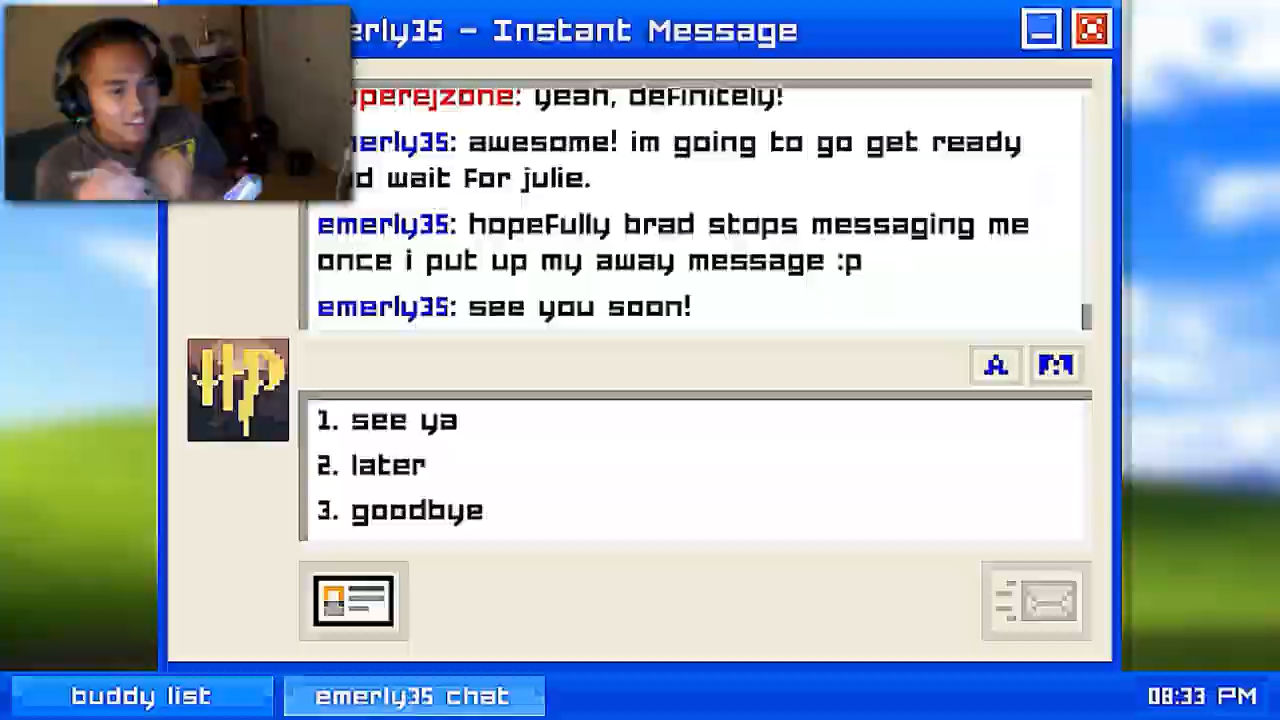 erly35 - Instant Message
perejzone: yeah, definitely!
erly35: awesome! im going to go get ready
d wait for julie.
emerly35: hopefully brad stops messaging me
once i put up my away message :p
emerly35: see you soon!
HP
A M
1. see ya
2. later
3. goodbye
buddy list emerly35 chat 08:33 PM